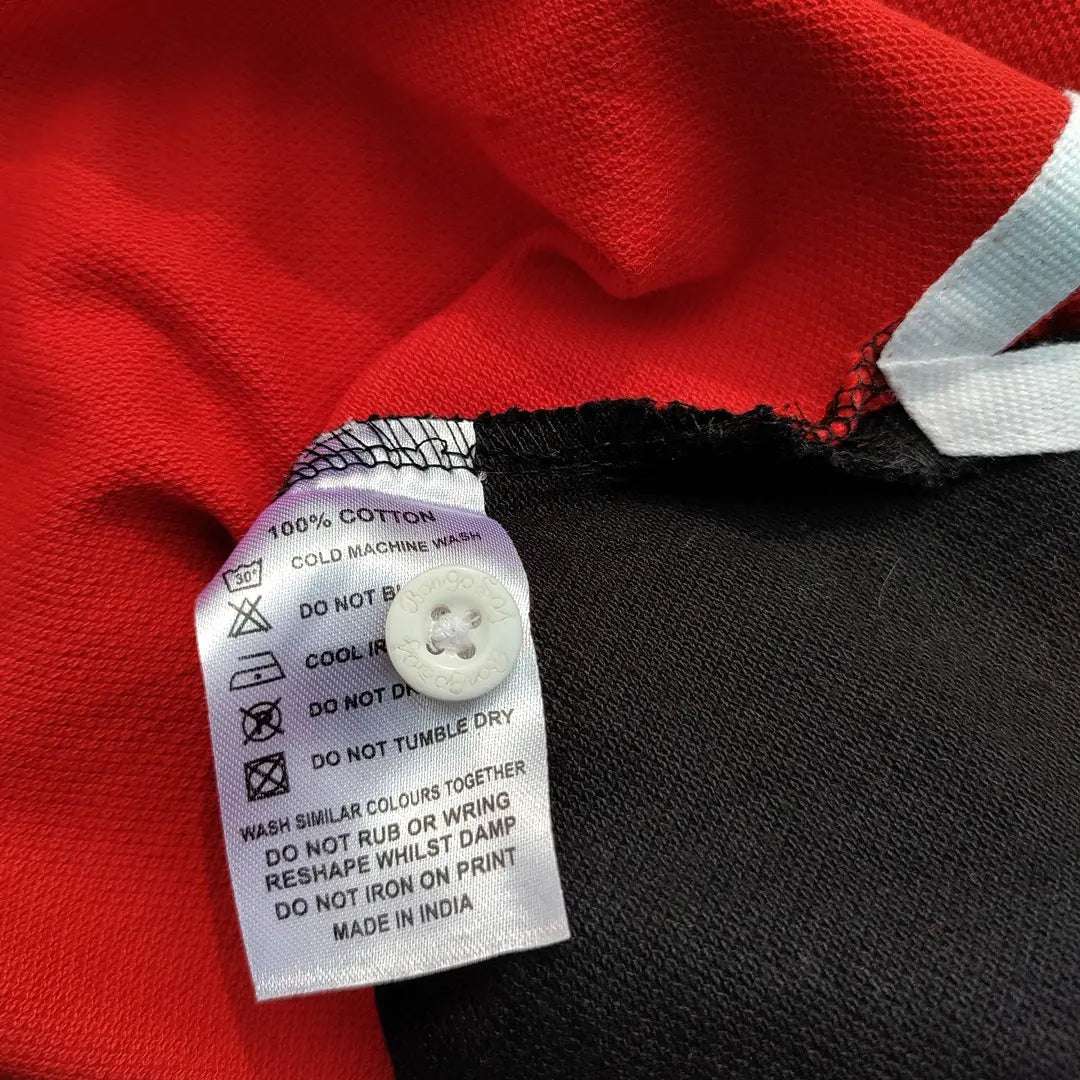 100% COTTON
30°
COLD MACHINE WASH
DO NOT
COOL
P
DO NOT
DO NOT TUMBLE DRY
WASH SIMILAR COLOURS TOGETHER
DO NOT RUB OR WRING
RESHAPE WHILST DAMP
DO NOT IRON ON PRINT
MADE IN INDIA